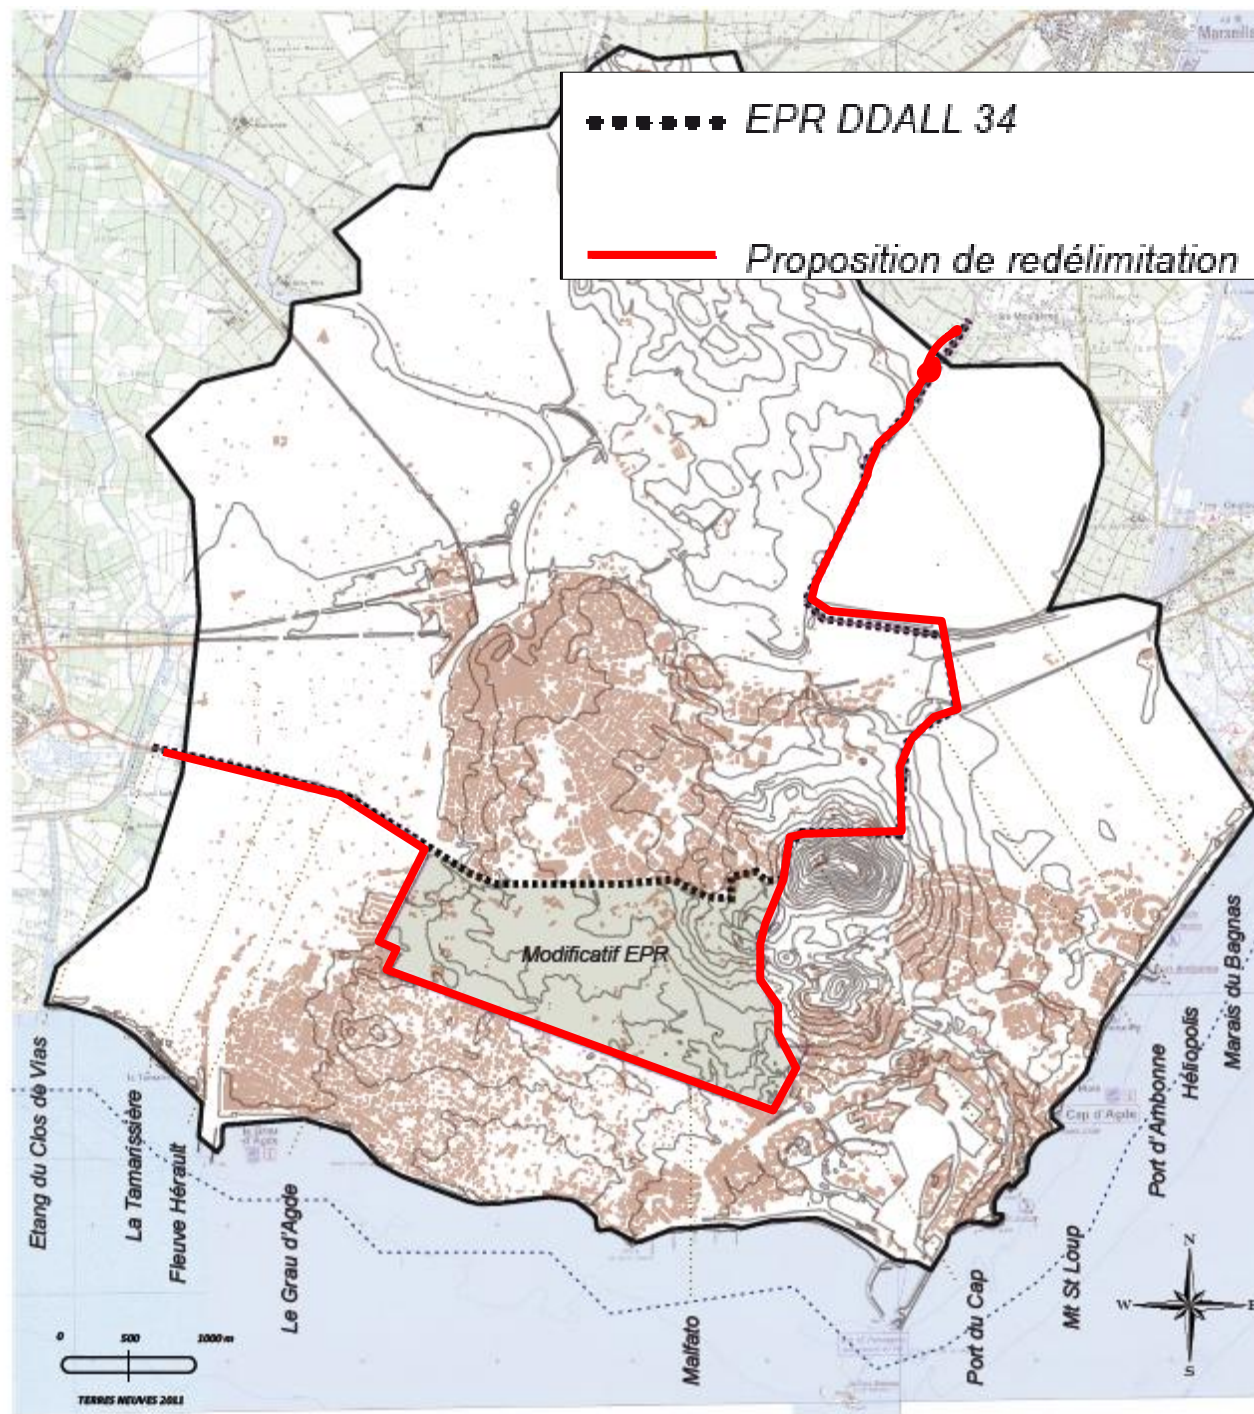 Marseilla
EPR DDALL 34
Proposition de redélimitation
Modificatif EPR
Cap d'Agde
Etang du Clos de Vias
La Tamarissière
Fleuve Hérault
Le Grau d'Agde
Malfato
Port du Cap
Mt St Loup
Port d'Ambonne
Héliopolis
Marais du Bagnas
N
W
E
S
0 500 1000 m
TERRES NEUVES 2011